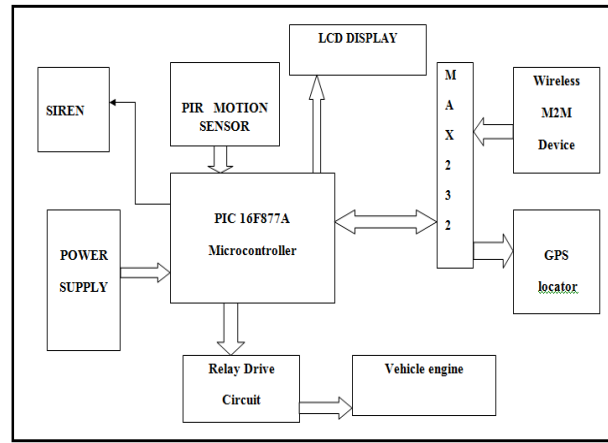 LCD DISPLAY
SIREN
PIR MOTION
SENSOR
M
A
X
2
3
2
Wireless
M2M
Device
PIC 16F877A
Microcontroller
POWER
SUPPLY
GPS
locator
Relay Drive
Circuit
Vehicle engine